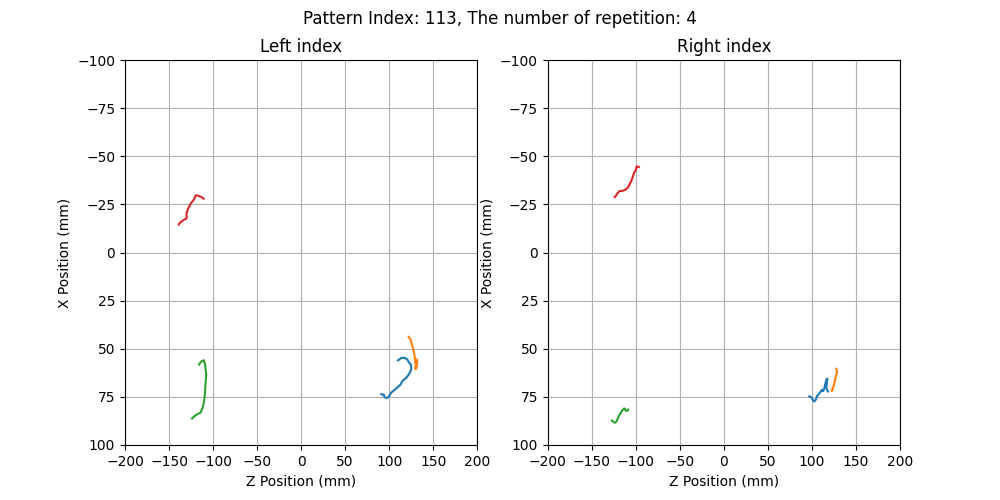 Pattern Index: 113, The number of repetition: 4
Left index
Right index
−100
−75
−50
−25
0
25
50
75
100
−200 −150 −100 −50 0 50 100 150 200
Z Position (mm)
X Position (mm)
−100
−75
−50
−25
0
25
50
75
100
−200 −150 −100 −50 0 50 100 150 200
Z Position (mm)
X Position (mm)